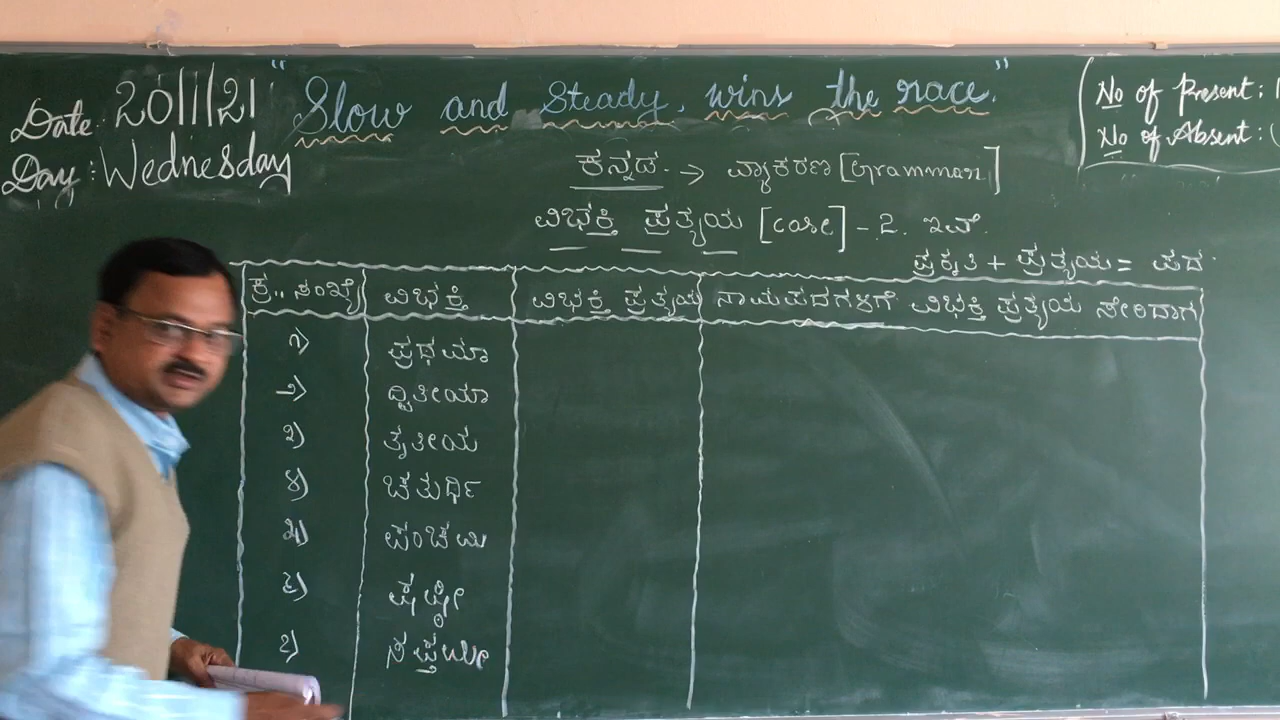 Date: 20/1/21 "Slow and Steady, wins the race."
Day: Wednesday
No of Present:
No of Absent:
ಕನ್ನಡ. → ವ್ಯಾಕರಣ [Grammar]
ವಿಭಕ್ತಿ ಪ್ರತ್ಯಯ [case] - 2.
ಪ್ರಕೃತಿ + ಪ್ರತ್ಯಯ = ಪದ.
ಕ್ರ,, ಸಂಖ್ಯೆ ವಿಭಕ್ತಿ ವಿಭಕ್ತಿ ಪ್ರತ್ಯಯ ನಾಮಪದಗಳಿಗೆ ವಿಭಕ್ತಿ ಪ್ರತ್ಯಯ ಸೇರಿದಾಗ
೧) ಪ್ರಥಮಾ
೨) ದ್ವಿತೀಯಾ
೩) ತೃತೀಯ
೪) ಚತುರ್ಥಿ
೫) ಪಂಚಮಿ
೬) ಷಷ್ಠೀ
೭) ಸಪ್ತಮೀ